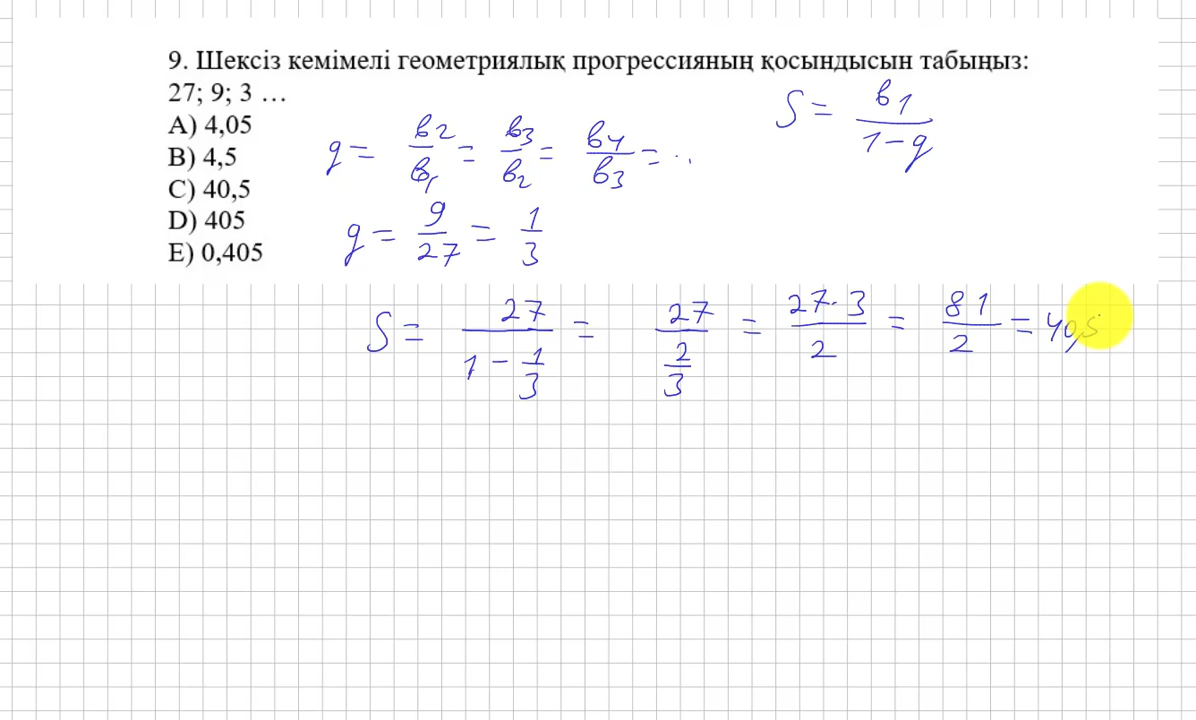 9. Шексіз кемімелі геометриялық прогрессияның қосындысын табыңыз:
27; 9; 3 …
A) 4,05
B) 4,5
C) 40,5
D) 405
E) 0,405
S = b1/(1-q)
q = b2/b1 = b3/b2 = b4/b3 = ...
q = 9/27 = 1/3
S = 27/(1 - 1/3) = 27/(2/3) = 27·3/2 = 81/2 = 40,5